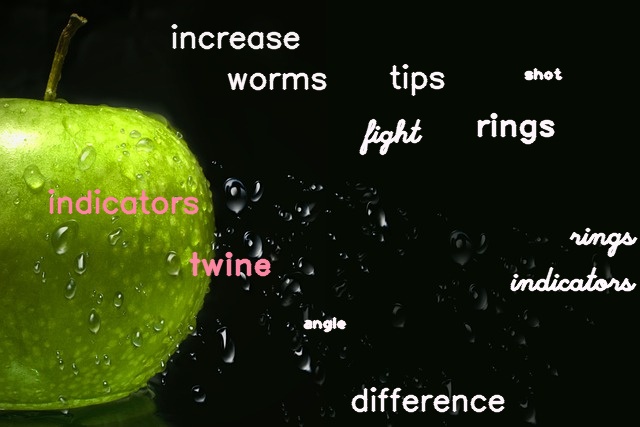 increase
worms tips shot
fight rings
indicators
rings
twine
indicators
angle
difference